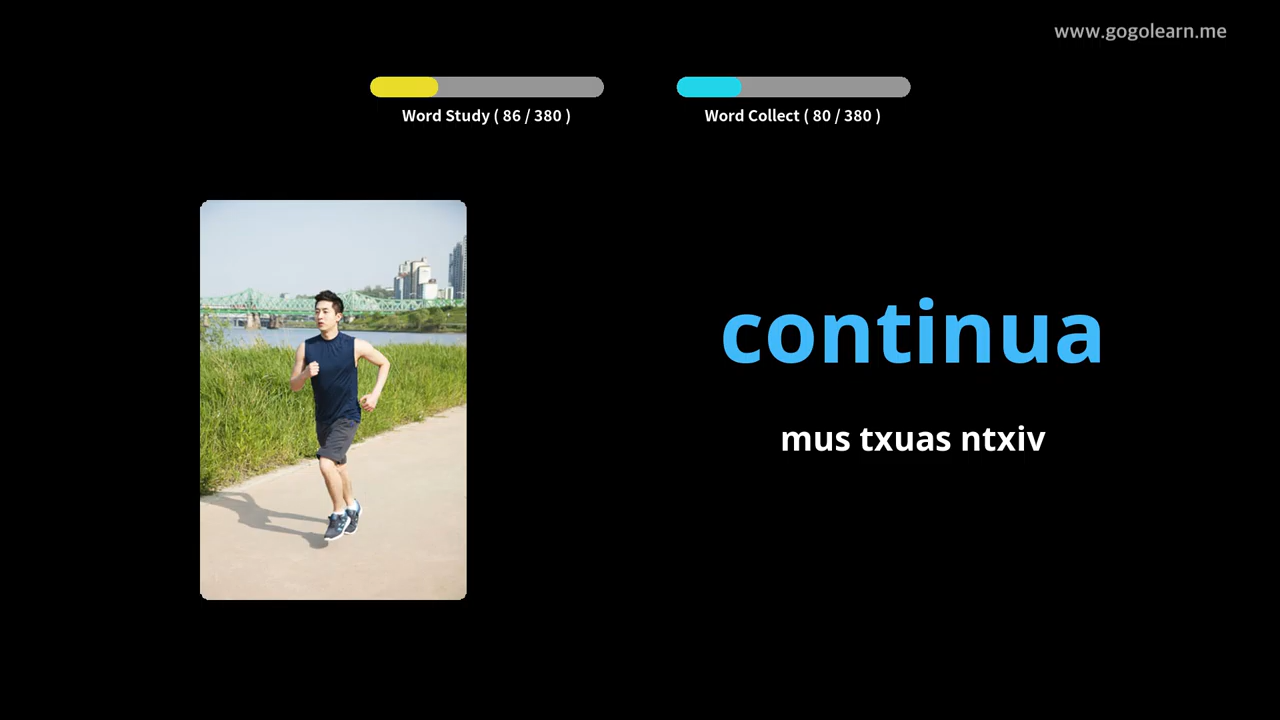 www.gogolearn.me
Word Study ( 86 / 380 )
Word Collect ( 80 / 380 )
continua
mus txuas ntxiv